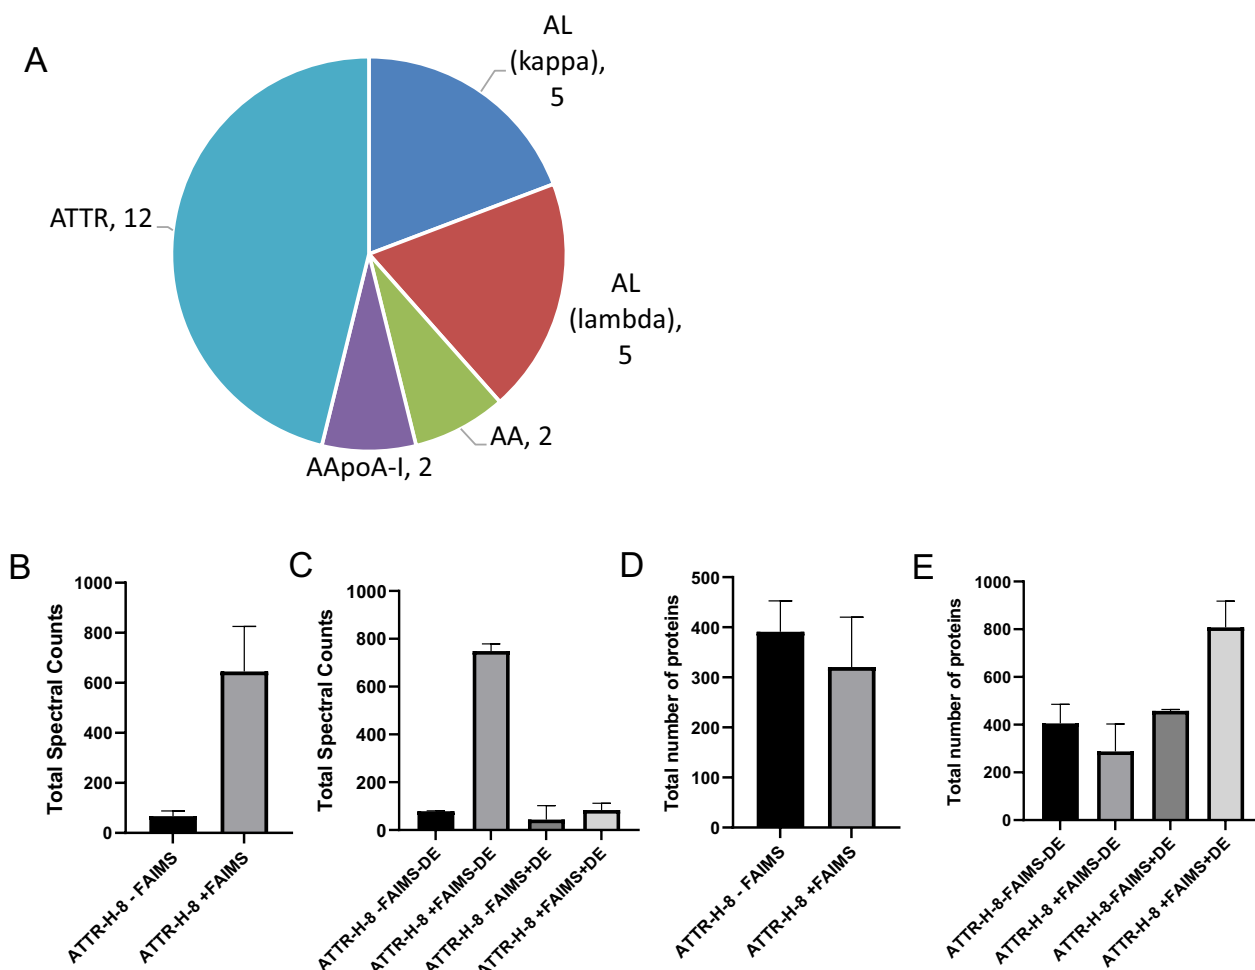 A
AL
(kappa),
5
ATTR, 12
AL
(lambda),
5
AA, 2
AApoA-I, 2
B
Total Spectral Counts
1000
800
600
400
200
0
ATTR-H-8 - FAIMS
ATTR-H-8 +FAIMS
C
Total Spectral Counts
1000
800
600
400
200
0
ATTR-H-8 -FAIMS-DE
ATTR-H-8 +FAIMS-DE
ATTR-H-8 -FAIMS+DE
ATTR-H-8 +FAIMS+DE
D
Total number of proteins
500
400
300
200
100
0
ATTR-H-8 - FAIMS
ATTR-H-8 +FAIMS
E
Total number of proteins
1000
800
600
400
200
0
ATTR-H-8-FAIMS-DE
ATTR-H-8 +FAIMS-DE
ATTR-H-8-FAIMS+DE
ATTR-H-8 +FAIMS+DE